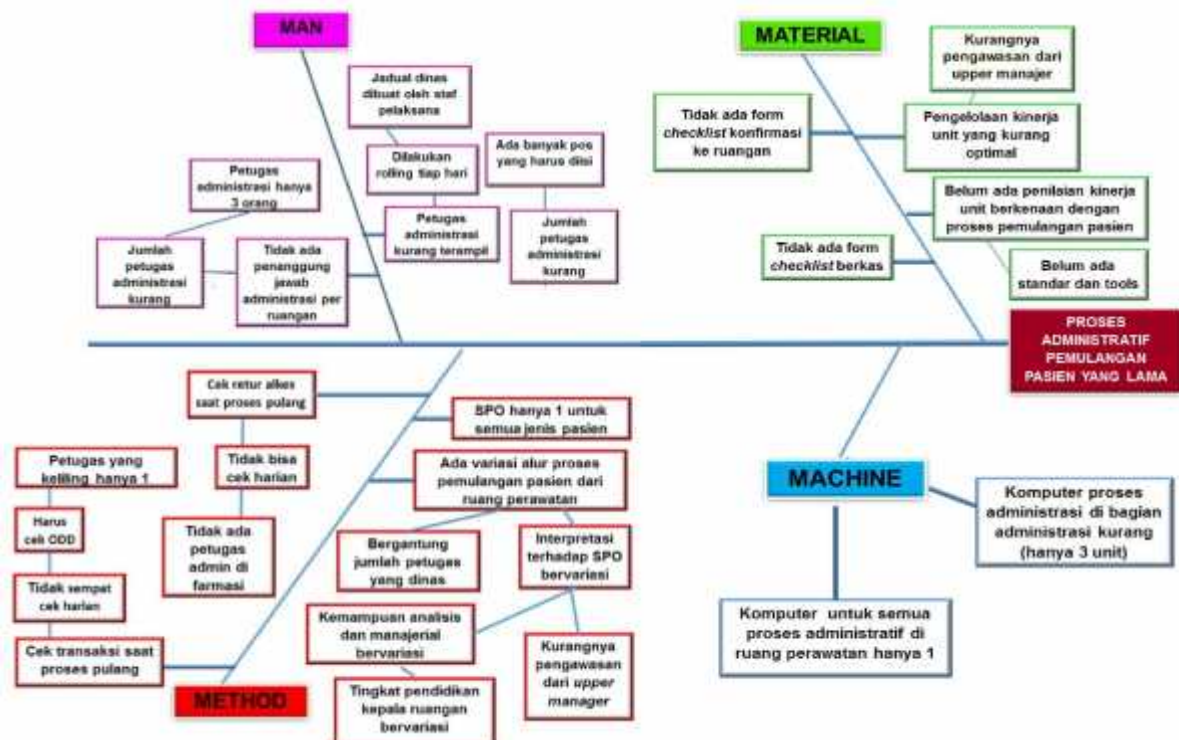 MAN
Jadual dinas
dibuat oleh staf
pelaksana
Dilakukan
rolling tiap hari
Ada banyak pos
yang harus diisi
Petugas
administrasi hanya
3 orang
Petugas
administrasi
kurang terampil
Jumlah
petugas
administrasi
kurang
Jumlah
petugas
administrasi
kurang
Tidak ada
penanggung
jawab
administrasi per
ruangan
MATERIAL
Kurangnya
pengawasan dari
upper manajer
Tidak ada form
checklist konfirmasi
ke ruangan
Pengelolaan kinerja
unit yang kurang
optimal
Belum ada penilaian kinerja
unit berkenaan dengan
proses pemulangan pasien
Tidak ada form
checklist berkas
Belum ada
standar dan tools
PROSES
ADMINISTRATIF
PEMULANGAN
PASIEN YANG LAMA
Cek retur alkes
saat proses pulang
SPO hanya 1 untuk
semua jenis pasien
Petugas yang
keliling hanya 1
Tidak bisa
cek harian
Ada variasi alur proses
pemulangan pasien dari
ruang perawatan
Harus
cek ODD
Tidak ada
petugas
admin di
farmasi
Bergantung
jumlah petugas
yang dinas
Interpretasi
terhadap SPO
bervariasi
Tidak sempat
cek harian
Kemampuan analisis
dan manajerial
bervariasi
Cek transaksi saat
proses pulang
Kurangnya
pengawasan
dari upper
manager
Tingkat pendidikan
kepala ruangan
bervariasi
METHOD
MACHINE
Komputer proses
administrasi di bagian
administrasi kurang
(hanya 3 unit)
Komputer untuk semua
proses administratif di
ruang perawatan hanya 1